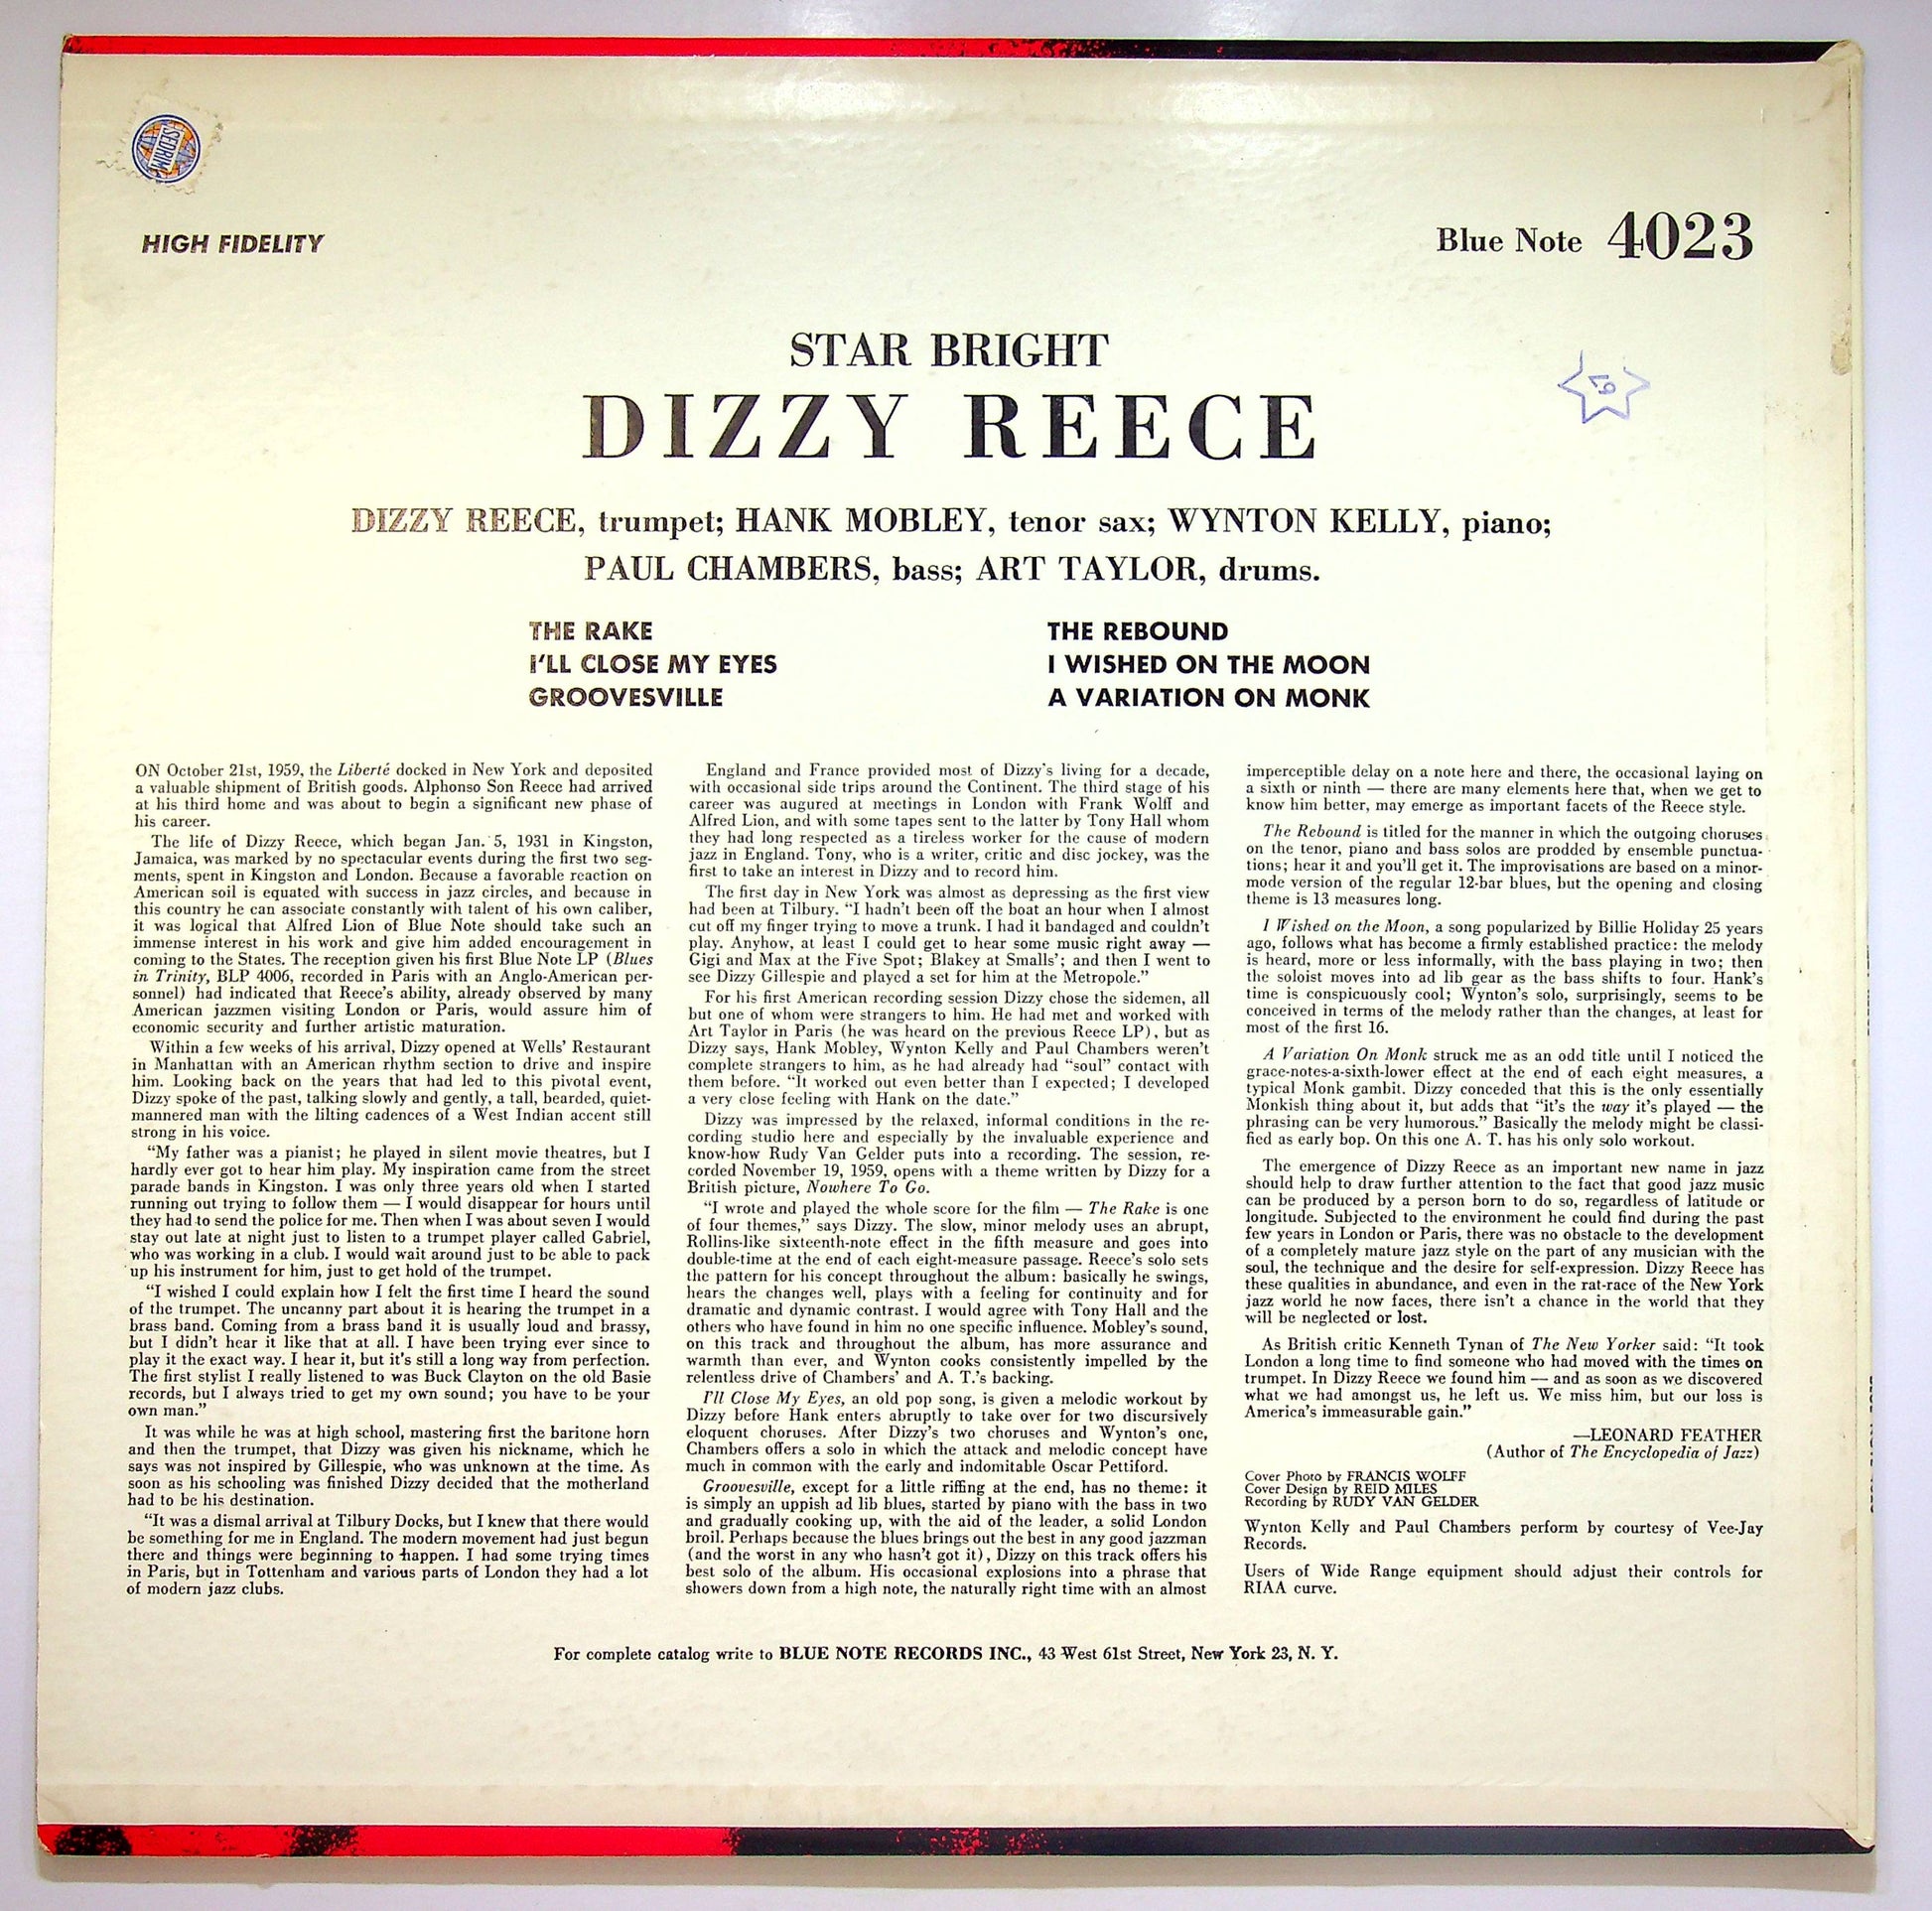 SEDRIM
HIGH FIDELITY
Blue Note 4023
STAR BRIGHT
DIZZY REECE
67
DIZZY REECE, trumpet; HANK MOBLEY, tenor sax; WYNTON KELLY, piano;
PAUL CHAMBERS, bass; ART TAYLOR, drums.
THE RAKE
I'LL CLOSE MY EYES
GROOVESVILLE
THE REBOUND
I WISHED ON THE MOON
A VARIATION ON MONK
ON October 21st, 1959, the Liberté docked in New York and deposited
a valuable shipment of British goods. Alphonso Son Reece had arrived
at his third home and was about to begin a significant new phase of
his career.
The life of Dizzy Reece, which began Jan. 5, 1931 in Kingston,
Jamaica, was marked by no spectacular events during the first two seg-
ments, spent in Kingston and London. Because a favorable reaction on
American soil is equated with success in jazz circles, and because in
this country he can associate constantly with talent of his own caliber,
it was logical that Alfred Lion of Blue Note should take such an
immense interest in his work and give him added encouragement in
coming to the States. The reception given his first Blue Note LP (Blues
in Trinity, BLP 4006, recorded in Paris with an Anglo-American per-
sonnel) had indicated that Reece's ability, already observed by many
American jazzmen visiting London or Paris, would assure him of
economic security and further artistic maturation.
Within a few weeks of his arrival, Dizzy opened at Wells' Restaurant
in Manhattan with an American rhythm section to drive and inspire
him. Looking back on the years that had led to this pivotal event,
Dizzy spoke of the past, talking slowly and gently, a tall, bearded, quiet-
mannered man with the lilting cadences of a West Indian accent still
strong in his voice.
"My father was a pianist; he played in silent movie theatres, but I
hardly ever got to hear him play. My inspiration came from the street
parade bands in Kingston. I was only three years old when I started
running out trying to follow them — I would disappear for hours until
they had to send the police for me. Then when I was about seven I would
stay out late at night just to listen to a trumpet player called Gabriel,
who was working in a club. I would wait around just to be able to pack
up his instrument for him, just to get hold of the trumpet.
"I wished I could explain how I felt the first time I heard the sound
of the trumpet. The uncanny part about it is hearing the trumpet in a
brass band. Coming from a brass band it is usually loud and brassy,
but I didn't hear it like that at all. I have been trying ever since to
play it the exact way. I hear it, but it's still a long way from perfection.
The first stylist I really listened to was Buck Clayton on the old Basie
records, but I always tried to get my own sound; you have to be your
own man."
It was while he was at high school, mastering first the baritone horn
and then the trumpet, that Dizzy was given his nickname, which he
says was not inspired by Gillespie, who was unknown at the time. As
soon as his schooling was finished Dizzy decided that the motherland
had to be his destination.
"It was a dismal arrival at Tilbury Docks, but I knew that there would
be something for me in England. The modern movement had just begun
there and things were beginning to happen. I had some trying times
in Paris, but in Tottenham and various parts of London they had a lot
of modern jazz clubs.
England and France provided most of Dizzy's living for a decade,
with occasional side trips around the Continent. The third stage of his
career was augured at meetings in London with Frank Wolff and
Alfred Lion, and with some tapes sent to the latter by Tony Hall whom
they had long respected as a tireless worker for the cause of modern
jazz in England. Tony, who is a writer, critic and disc jockey, was the
first to take an interest in Dizzy and to record him.
The first day in New York was almost as depressing as the first view
had been at Tilbury. "I hadn't been off the boat an hour when I almost
cut off my finger trying to move a trunk. I had it bandaged and couldn't
play. Anyhow, at least I could get to hear some music right away —
Gigi and Max at the Five Spot; Blakey at Smalls'; and then I went to
see Dizzy Gillespie and played a set for him at the Metropole."
For his first American recording session Dizzy chose the sidemen, all
but one of whom were strangers to him. He had met and worked with
Art Taylor in Paris (he was heard on the previous Reece LP), but as
Dizzy says, Hank Mobley, Wynton Kelly and Paul Chambers weren't
complete strangers to him, as he had already had "soul" contact with
them before. "It worked out even better than I expected; I developed
a very close feeling with Hank on the date."
Dizzy was impressed by the relaxed, informal conditions in the re-
cording studio here and especially by the invaluable experience and
know-how Rudy Van Gelder puts into a recording. The session, re-
corded November 19, 1959, opens with a theme written by Dizzy for a
British picture, Nowhere To Go.
"I wrote and played the whole score for the film — The Rake is one
of four themes," says Dizzy. The slow, minor melody uses an abrupt,
Rollins-like sixteenth-note effect in the fifth measure and goes into
double-time at the end of each eight-measure passage. Reece's solo sets
the pattern for his concept throughout the album: basically he swings,
hears the changes well, plays with a feeling for continuity and for
dramatic and dynamic contrast. I would agree with Tony Hall and the
others who have found in him no one specific influence. Mobley's sound,
on this track and throughout the album, has more assurance and
warmth than ever, and Wynton cooks consistently impelled by the
relentless drive of Chambers' and A. T.'s backing.
I'll Close My Eyes, an old pop song, is given a melodic workout by
Dizzy before Hank enters abruptly to take over for two discursively
eloquent choruses. After Dizzy's two choruses and Wynton's one,
Chambers offers a solo in which the attack and melodic concept have
much in common with the early and indomitable Oscar Pettiford.
Groovesville, except for a little riffing at the end, has no theme: it
is simply an uppish ad lib blues, started by piano with the bass in two
and gradually cooking up, with the aid of the leader, a solid London
broil. Perhaps because the blues brings out the best in any good jazzman
(and the worst in any who hasn't got it), Dizzy on this track offers his
best solo of the album. His occasional explosions into a phrase that
showers down from a high note, the naturally right time with an almost
imperceptible delay on a note here and there, the occasional laying on
a sixth or ninth — there are many elements here that, when we get to
know him better, may emerge as important facets of the Reece style.
The Rebound is titled for the manner in which the outgoing choruses
on the tenor, piano and bass solos are prodded by ensemble punctua-
tions; hear it and you'll get it. The improvisations are based on a minor-
mode version of the regular 12-bar blues, but the opening and closing
theme is 13 measures long.
I Wished on the Moon, a song popularized by Billie Holiday 25 years
ago, follows what has become a firmly established practice: the melody
is heard, more or less informally, with the bass playing in two; then
the soloist moves into ad lib gear as the bass shifts to four. Hank's
time is conspicuously cool; Wynton's solo, surprisingly, seems to be
conceived in terms of the melody rather than the changes, at least for
most of the first 16.
A Variation On Monk struck me as an odd title until I noticed the
grace-notes-a-sixth-lower effect at the end of each eight measures, a
typical Monk gambit. Dizzy conceded that this is the only essentially
Monkish thing about it, but adds that "it's the way it's played — the
phrasing can be very humorous." Basically the melody might be classi-
fied as early bop. On this one A. T. has his only solo workout.
The emergence of Dizzy Reece as an important new name in jazz
should help to draw further attention to the fact that good jazz music
can be produced by a person born to do so, regardless of latitude or
longitude. Subjected to the environment he could find during the past
few years in London or Paris, there was no obstacle to the development
of a completely mature jazz style on the part of any musician with the
soul, the technique and the desire for self-expression. Dizzy Reece has
these qualities in abundance, and even in the rat-race of the New York
jazz world he now faces, there isn't a chance in the world that they
will be neglected or lost.
As British critic Kenneth Tynan of The New Yorker said: "It took
London a long time to find someone who had moved with the times on
trumpet. In Dizzy Reece we found him — and as soon as we discovered
what we had amongst us, he left us. We miss him, but our loss is
America's immeasurable gain."
—LEONARD FEATHER
(Author of The Encyclopedia of Jazz)
Cover Photo by FRANCIS WOLFF
Cover Design by REID MILES
Recording by RUDY VAN GELDER
Wynton Kelly and Paul Chambers perform by courtesy of Vee-Jay
Records.
Users of Wide Range equipment should adjust their controls for
RIAA curve.
For complete catalog write to BLUE NOTE RECORDS INC., 43 West 61st Street, New York 23, N. Y.